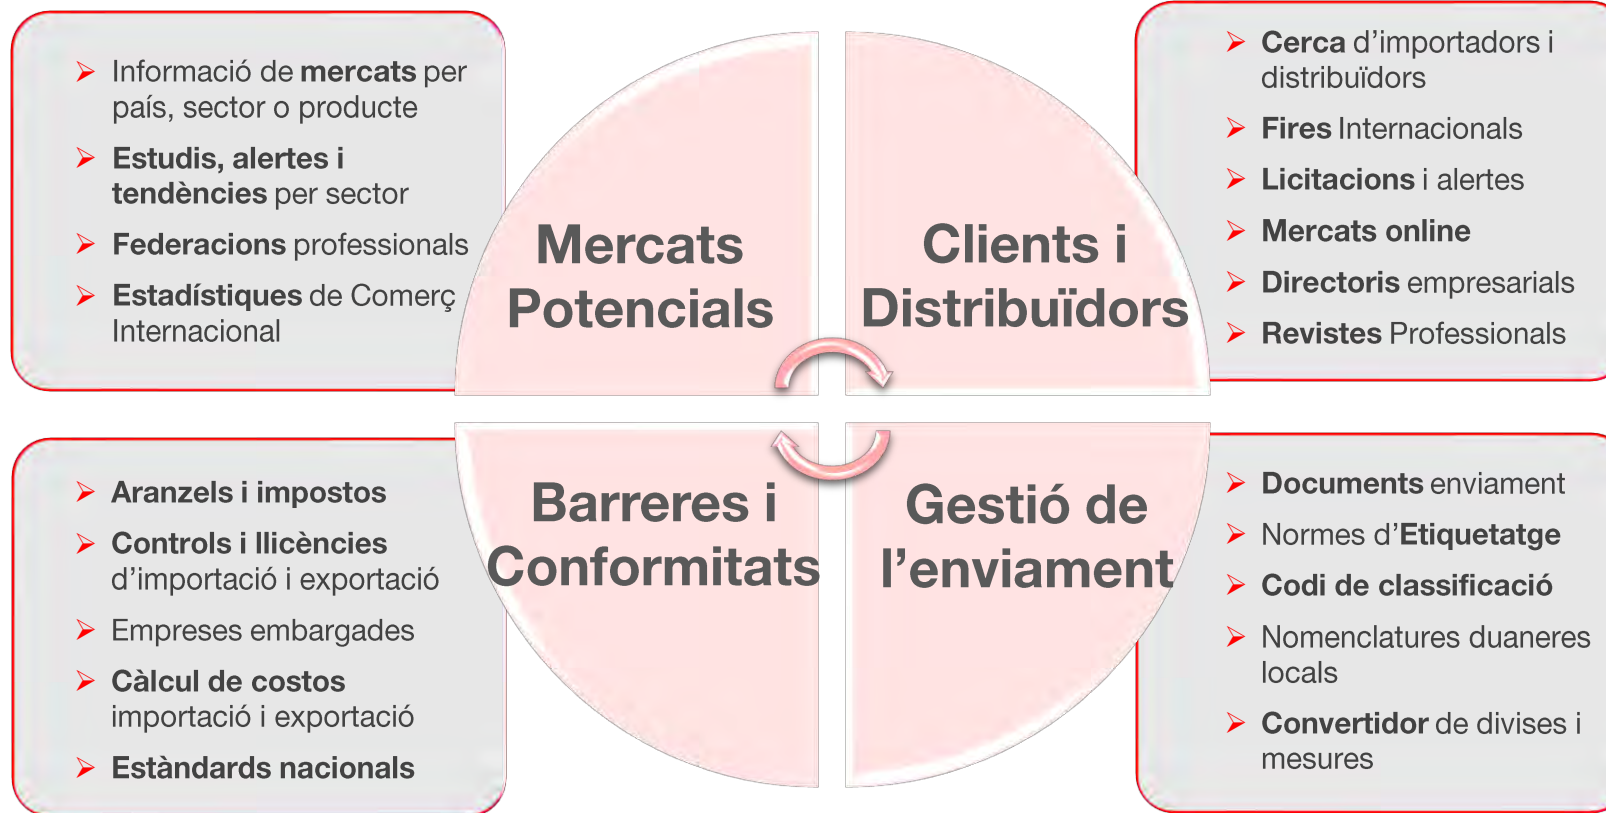 Informació de mercats per
país, sector o producte
Estudis, alertes i
tendències per sector
Federacions professionals
Estadístiques de Comerç
Internacional
Mercats
Potencials
Clients i
Distribuïdors
Cerca d'importadors i
distribuïdors
Fires Internacionals
Licitacions i alertes
Mercats online
Directoris empresarials
Revistes Professionals
Aranzels i impostos
Controls i llicències
d'importació i exportació
Empreses embargades
Càlcul de costos
importació i exportació
Estàndards nacionals
Barreres i
Conformitats
Gestió de
l'enviament
Documents enviament
Normes d'Etiquetatge
Codi de classificació
Nomenclatures duaneres
locals
Convertidor de divises i
mesures